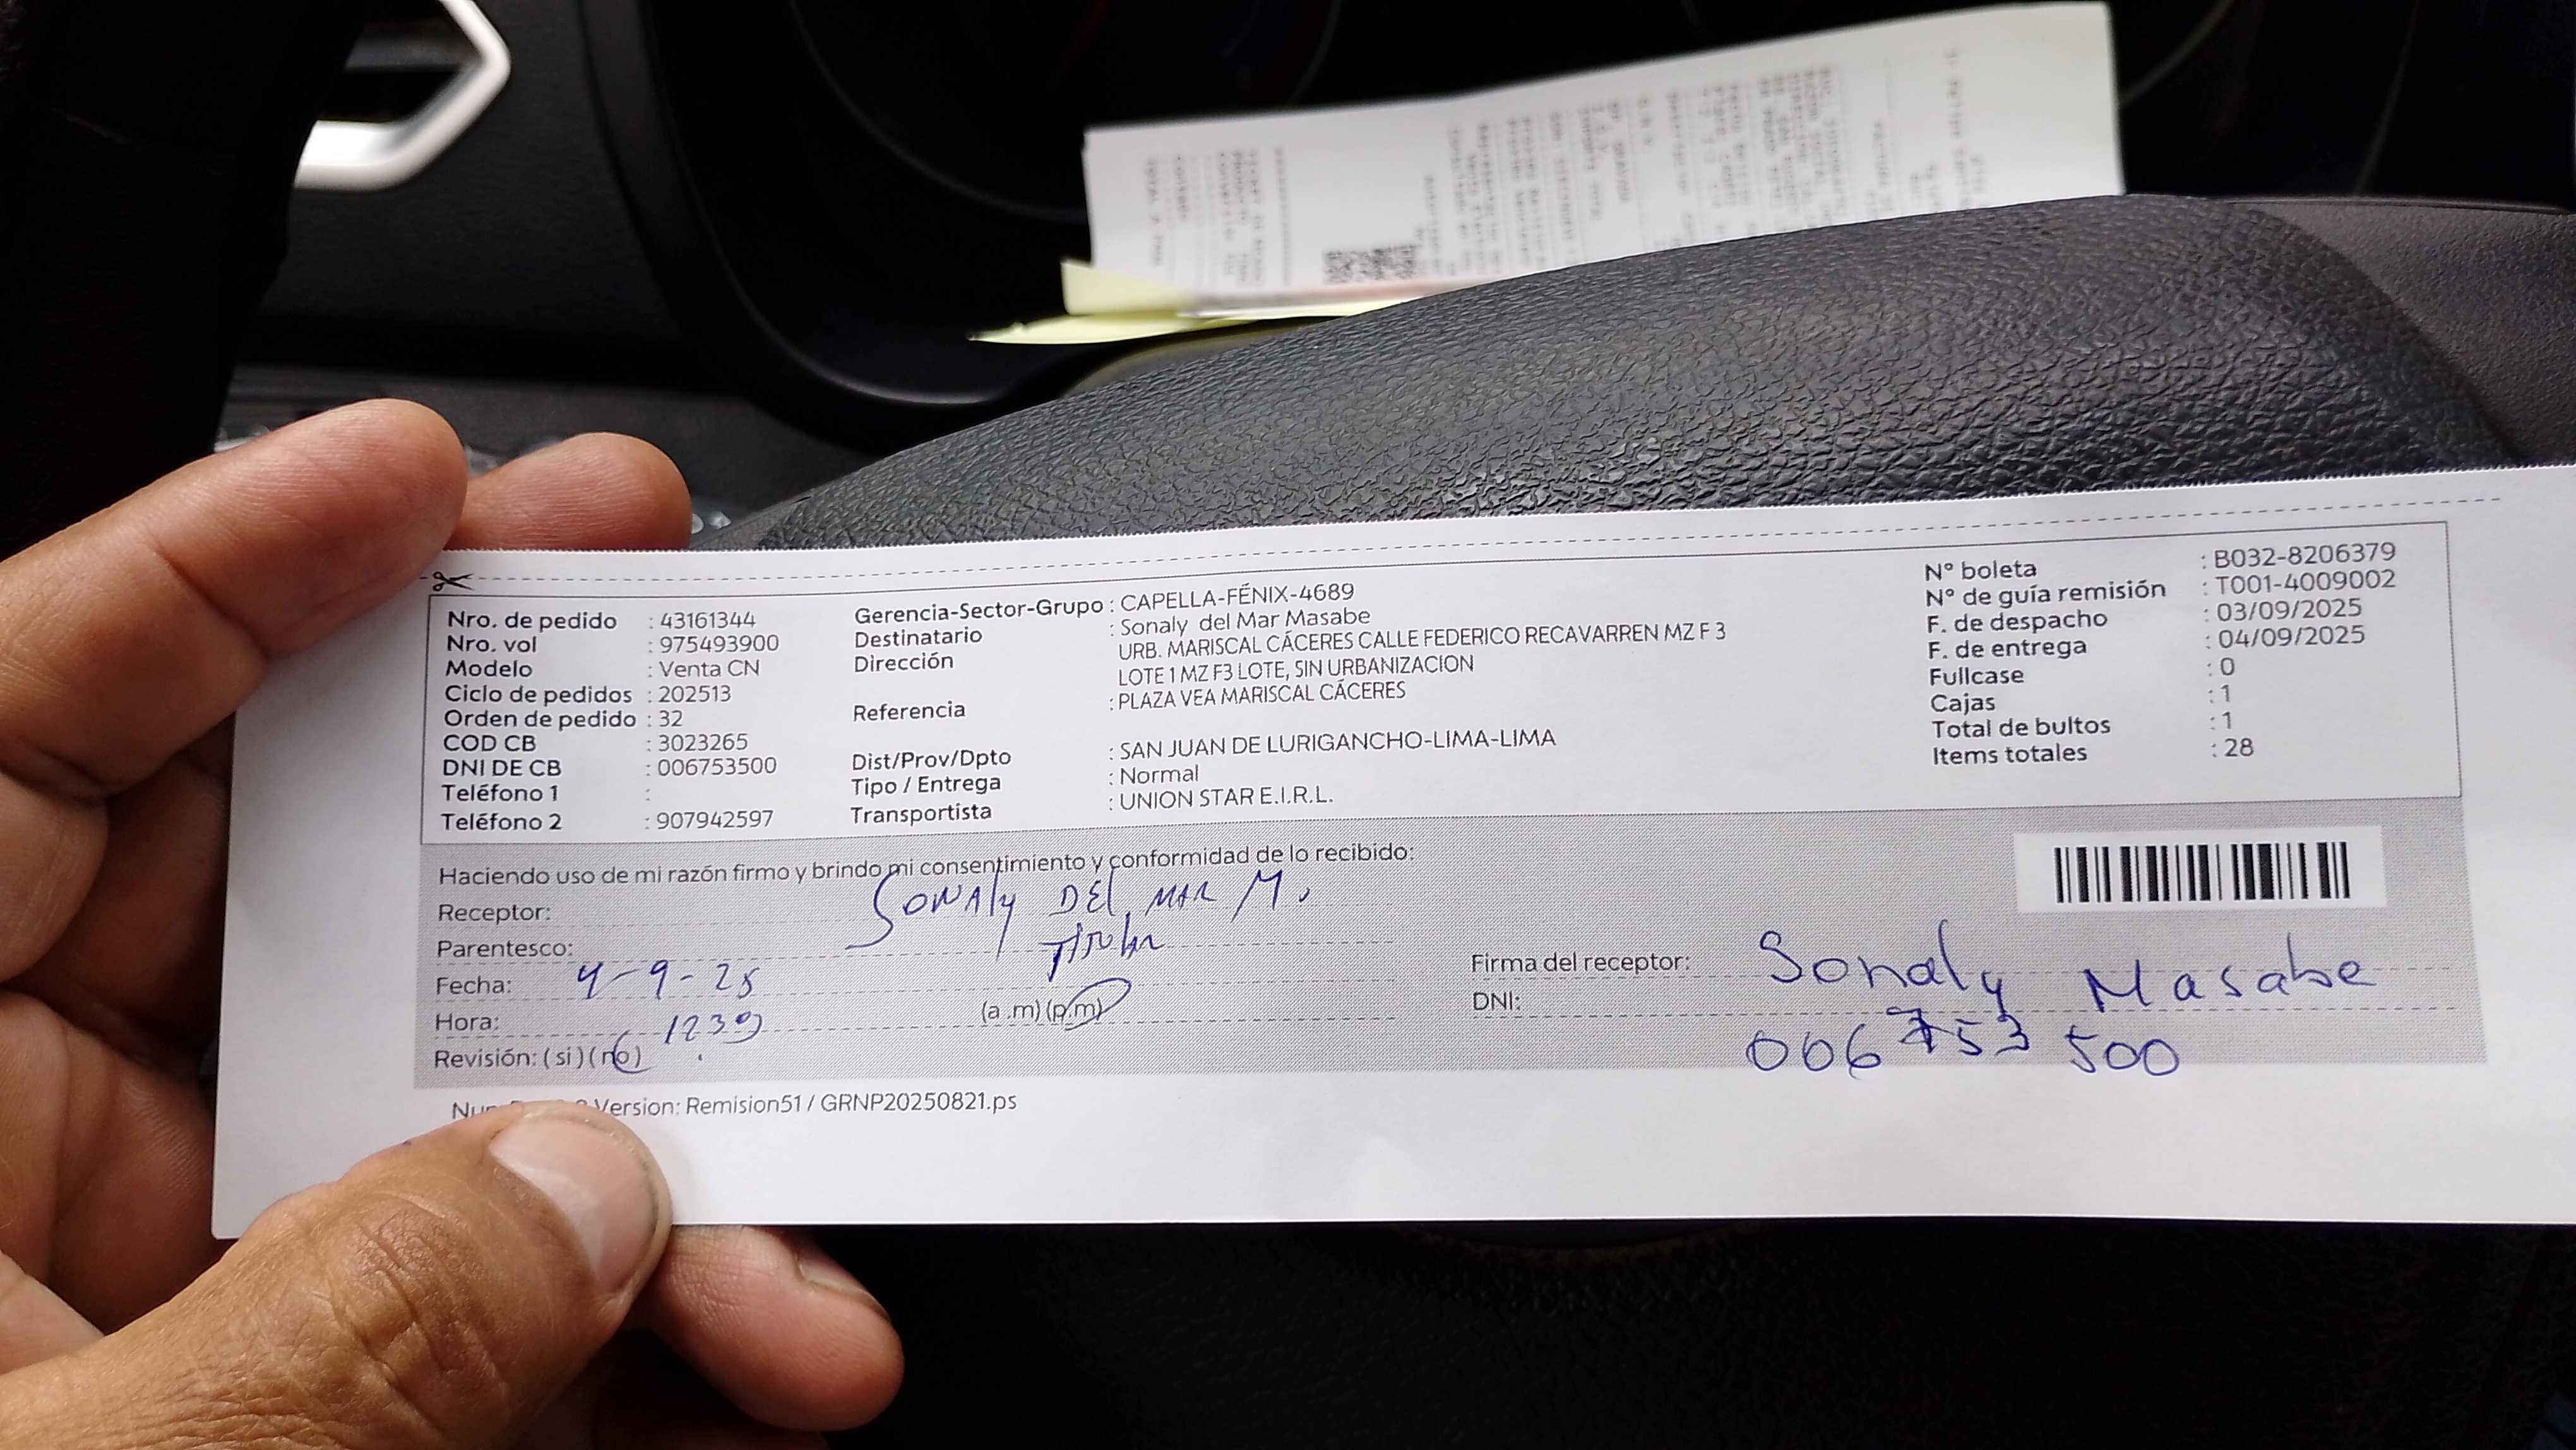 Nro. de pedido : 43161344
Nro. vol : 975493900
Modelo : Venta CN
Ciclo de pedidos : 202513
Orden de pedido : 32
COD CB : 3023265
DNI DE CB : 006753500
Teléfono 1 :
Teléfono 2 : 907942597
Gerencia-Sector-Grupo : CAPELLA-FÉNIX-4689
Destinatario : Sonaly del Mar Masabe
Dirección URB. MARISCAL CÁCERES CALLE FEDERICO RECAVARREN MZ F 3
LOTE 1 MZ F3 LOTE, SIN URBANIZACION
Referencia : PLAZA VEA MARISCAL CÁCERES
Dist/Prov/Dpto : SAN JUAN DE LURIGANCHO-LIMA-LIMA
Tipo / Entrega : Normal
Transportista : UNION STAR E.I.R.L.
N° boleta : B032-8206379
N° de guía remisión : T001-4009002
F. de despacho : 03/09/2025
F. de entrega : 04/09/2025
Fullcase : 0
Cajas : 1
Total de bultos : 1
Items totales : 28
Haciendo uso de mi razón firmo y brindo mi consentimiento y conformidad de lo recibido:
Receptor: SONALY DEL MAR M.
Parentesco:
Fecha: 4-9-25
Hora: 1239 (a.m) (p.m)
Revisión: (si) (no)
Firma del receptor: Sonaly Masabe
DNI: 006753500
Version: Remision51 / GRNP20250821.ps